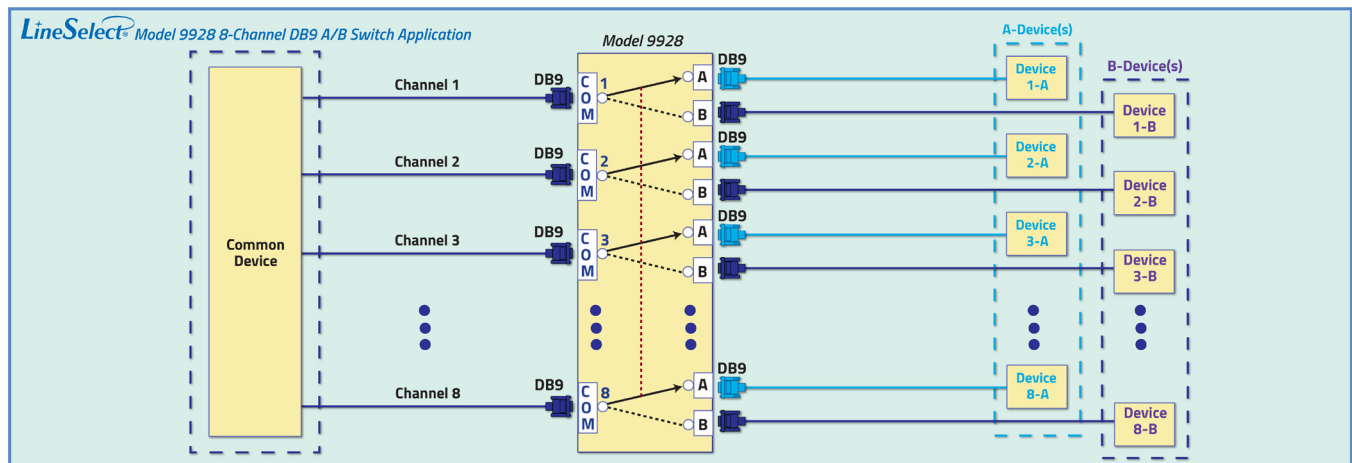 LineSelect® Model 9928 8-Channel DB9 A/B Switch Application
Model 9928
A-Device(s)
B-Device(s)
Common
Device
Channel 1
DB9
C
O
M
1
A
B
DB9
Device
1-A
Device
1-B
Channel 2
DB9
C
O
M
2
A
B
DB9
Device
2-A
Device
2-B
Channel 3
DB9
C
O
M
3
A
B
DB9
Device
3-A
Device
3-B
Channel 8
DB9
C
O
M
8
A
B
DB9
Device
8-A
Device
8-B